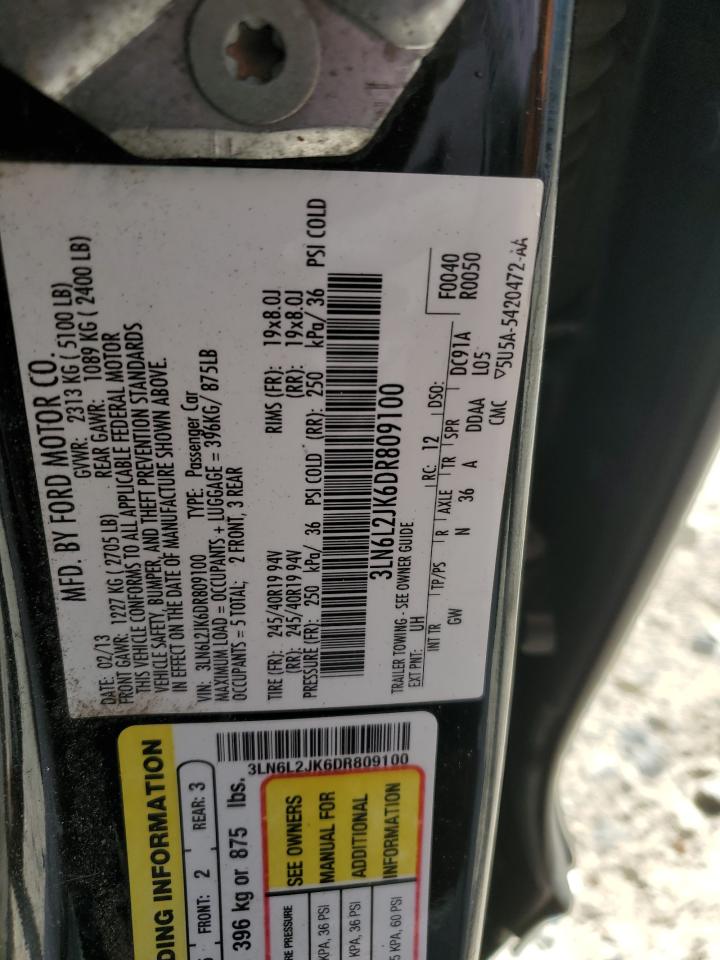 MFD. BY FORD MOTOR CO.
DATE: 02/13 GVWR: 2313 KG ( 5100 LB)
FRONT GAWR: 1227 KG ( 2705 LB) REAR GAWR: 1089 KG ( 2400 LB)
THIS VEHICLE CONFORMS TO ALL APPLICABLE FEDERAL MOTOR
VEHICLE SAFETY, BUMPER, AND THEFT PREVENTION STANDARDS
IN EFFECT ON THE DATE OF MANUFACTURE SHOWN ABOVE.
VIN: 3LN6L2JK6DR809100 TYPE: Passenger Car
MAXIMUM LOAD = OCCUPANTS + LUGGAGE = 396KG/ 875LB
OCCUPANTS = 5 TOTAL; 2 FRONT, 3 REAR
TIRE (FR): 245/40R19 94V RIMS (FR): 19x8.0J
(RR): 245/40R19 94V (RR): 19x8.0J
PRESSURE (FR): 250 kPa/ 36 PSI COLD (RR): 250 kPa/ 36 PSI COLD
3LN6L2JK6DR809100
TRAILER TOWING - SEE OWNER GUIDE
EXT PNT: UH RC: 12 DSO: F0040
INT TR TP/PS R AXLE TR SPR DC91A R0050
GW N 36 A DDAA L05
CMC ▽5U5A-5420472-AA
3LN6L2JK6DR809100
DING INFORMATION
FRONT: 2 REAR: 3
396 kg or 875 lbs.
RE PRESSURE
KPA, 36 PSI
KPA, 36 PSI
5 KPA, 60 PSI
SEE OWNERS
MANUAL FOR
ADDITIONAL
INFORMATION